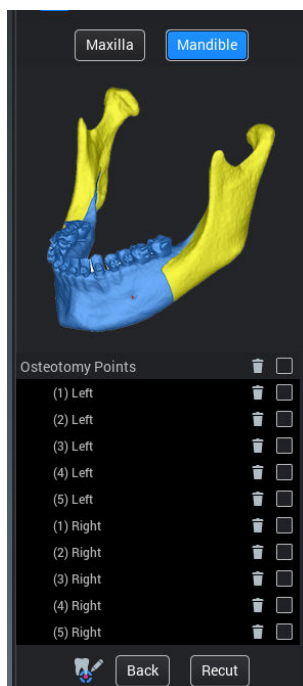 Maxilla Mandible
Osteotomy Points
(1) Left
(2) Left
(3) Left
(4) Left
(5) Left
(1) Right
(2) Right
(3) Right
(4) Right
(5) Right
Back Recut